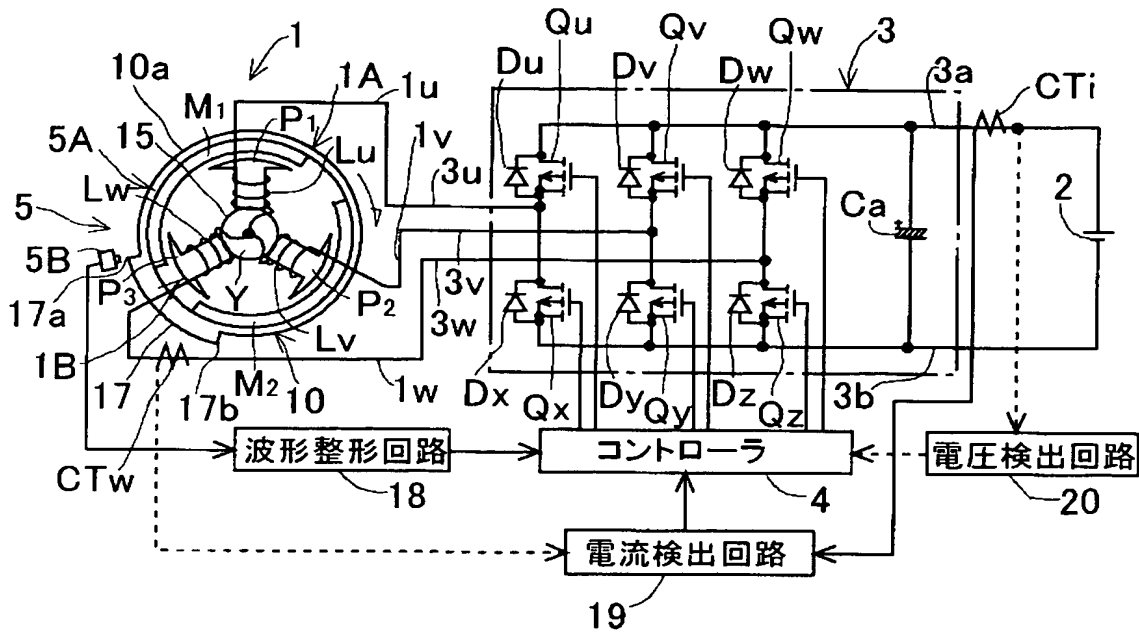 1
Qu
Qv
Qw
3
10a
1A
1u
Du
Dv
Dw
3a
CTi
M1
P1
5A
15
Lu
1v
Lw
3u
Ca
2
5
5B
3v
P3
Y
P2
17a
3w
Lv
1B
17
M2
10
1w
Dx
Dy
Dz
3b
17b
Qx
Qy
Qz
CTw
波形整形回路
コントローラ
電圧検出回路
18
4
20
電流検出回路
19